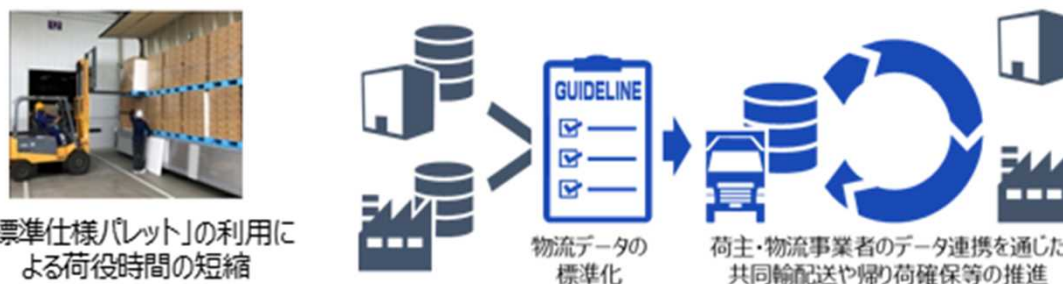 標準仕様パレット」の利用に
よる荷役時間の短縮
GUIDELINE
物流データの
標準化
荷主・物流事業者のデータ連携を通じた
共同輸配送や帰り荷確保等の推進